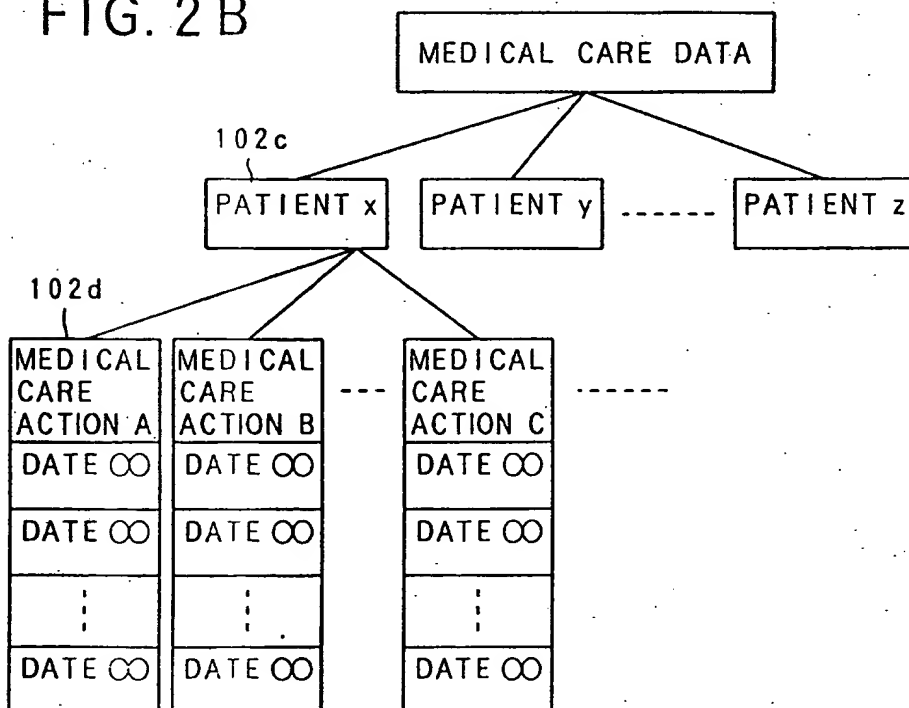 FIG. 2B
MEDICAL CARE DATA
102c
PATIENT x
PATIENT y
PATIENT z
102d
MEDICAL
CARE
ACTION A
MEDICAL
CARE
ACTION B
MEDICAL
CARE
ACTION C
DATE ○○
DATE ○○
DATE ○○
DATE ○○
DATE ○○
DATE ○○
DATE ○○
DATE ○○
DATE ○○